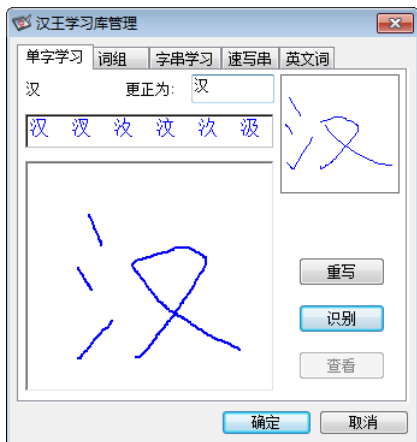 汉王学习库管理
单字学习 词组 字串学习 速写串 英文词
汉 更正为: 汉
汉 汊 汝 汶 汣 汲
汉
汉
重写
识别
查看
确定 取消